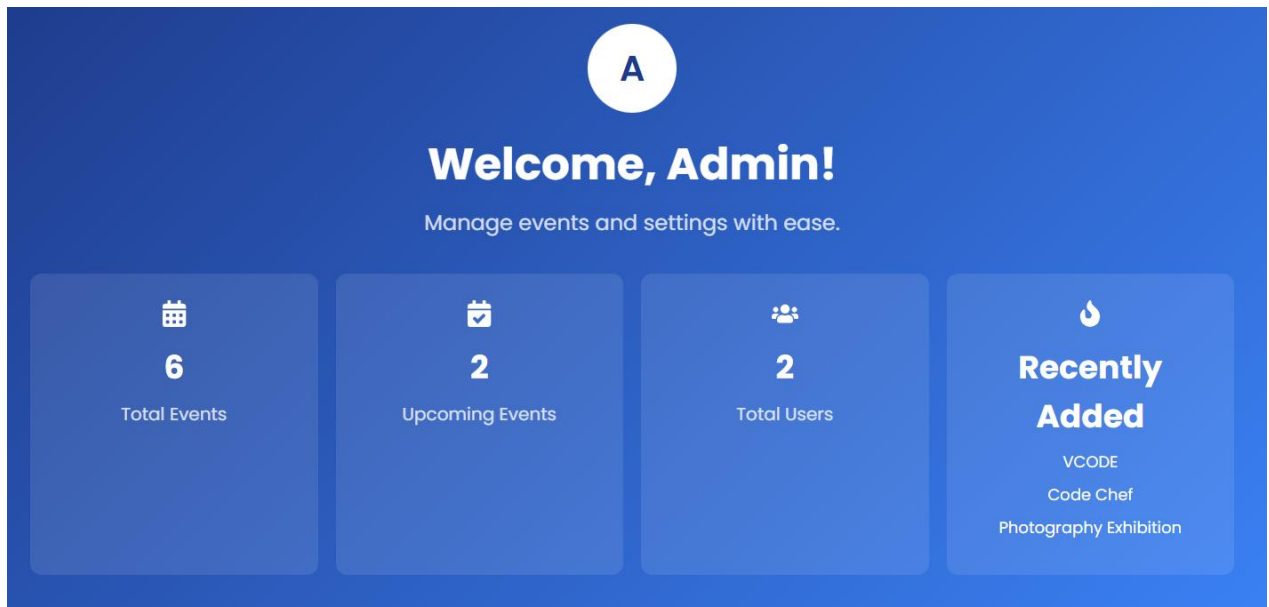 A
Welcome, Admin!
Manage events and settings with ease.
6
Total Events
2
Upcoming Events
2
Total Users
Recently
Added
VCODE
Code Chef
Photography Exhibition